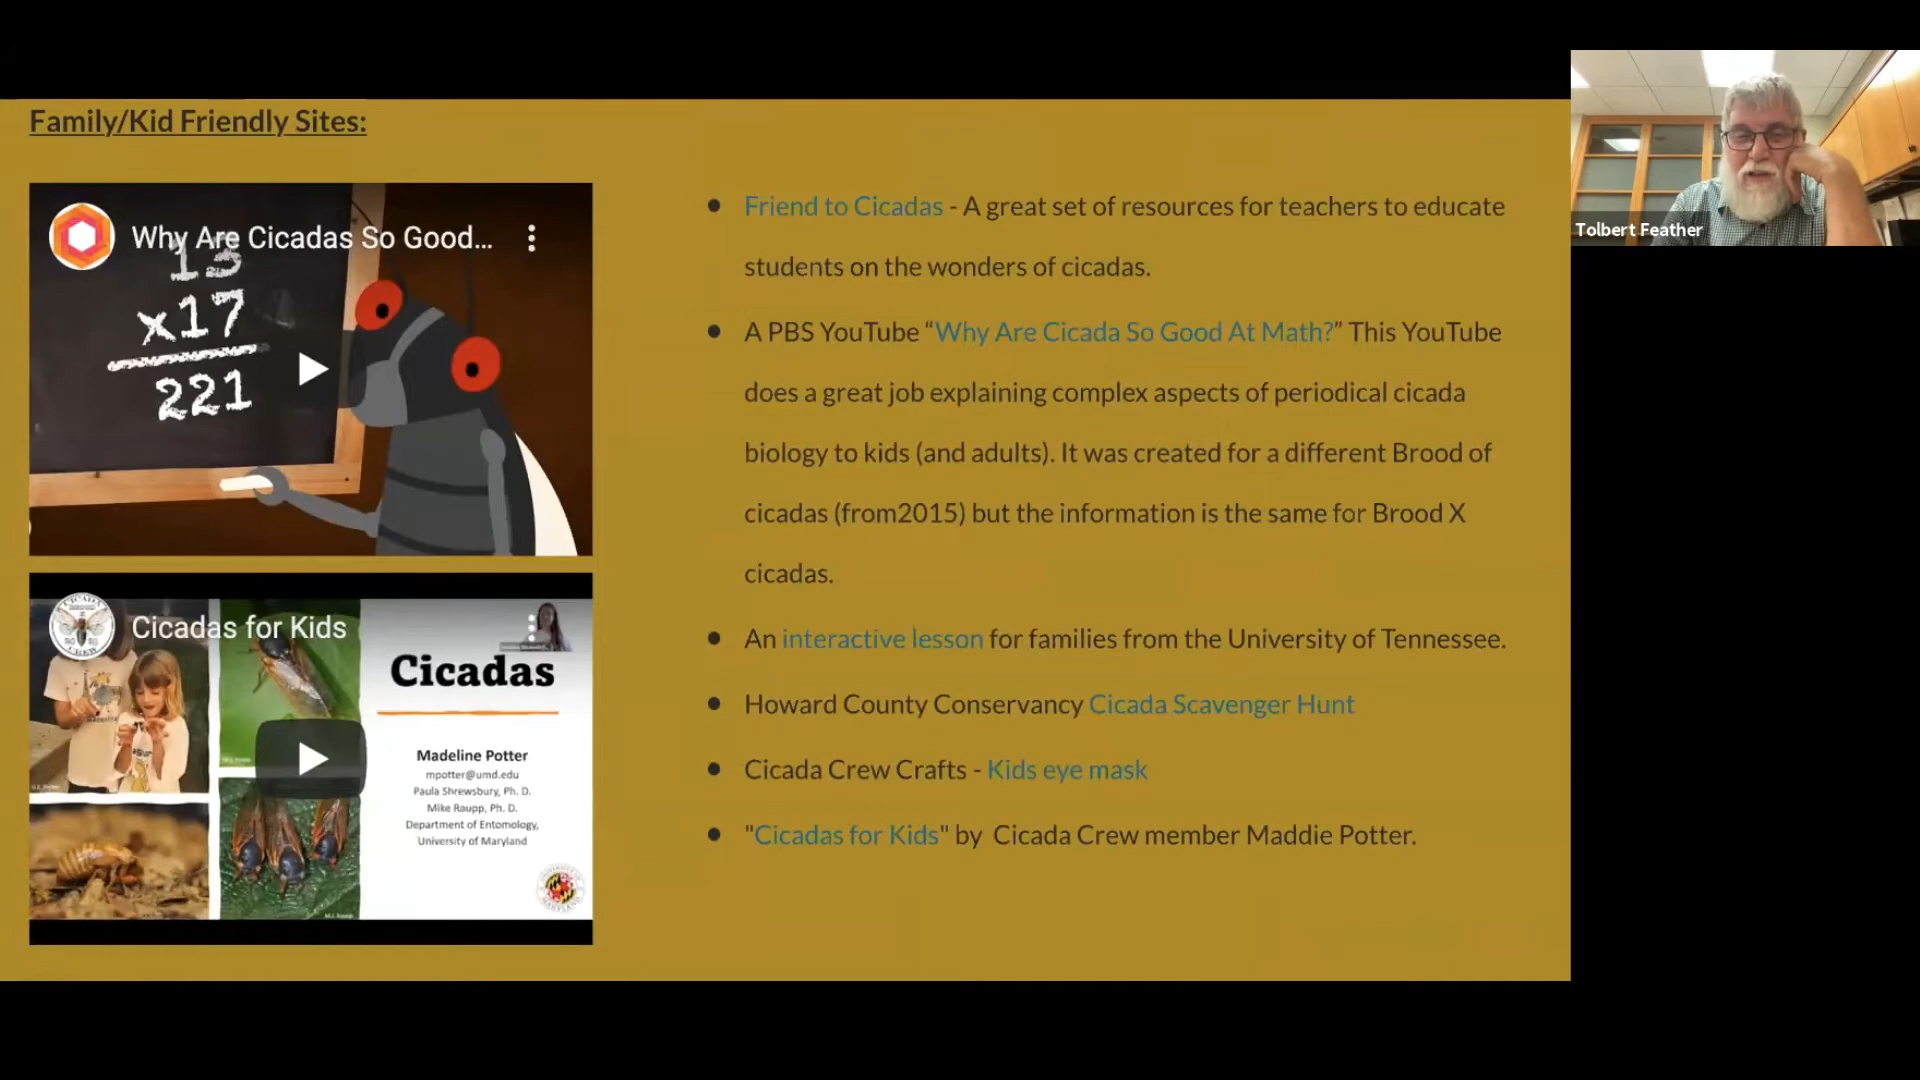 Family/Kid Friendly Sites:
Why Are Cicadas So Good...
13
x17
221
Cicadas for Kids
CICADA
CREW
Cicadas
Madeline Potter
mpotter@umd.edu
Paula Shrewsbury, Ph. D.
Mike Raupp, Ph. D.
Department of Entomology,
University of Maryland
Friend to Cicadas - A great set of resources for teachers to educate
students on the wonders of cicadas.
A PBS YouTube “Why Are Cicada So Good At Math?” This YouTube
does a great job explaining complex aspects of periodical cicada
biology to kids (and adults). It was created for a different Brood of
cicadas (from2015) but the information is the same for Brood X
cicadas.
An interactive lesson for families from the University of Tennessee.
Howard County Conservancy Cicada Scavenger Hunt
Cicada Crew Crafts - Kids eye mask
"Cicadas for Kids" by Cicada Crew member Maddie Potter.
Tolbert Feather